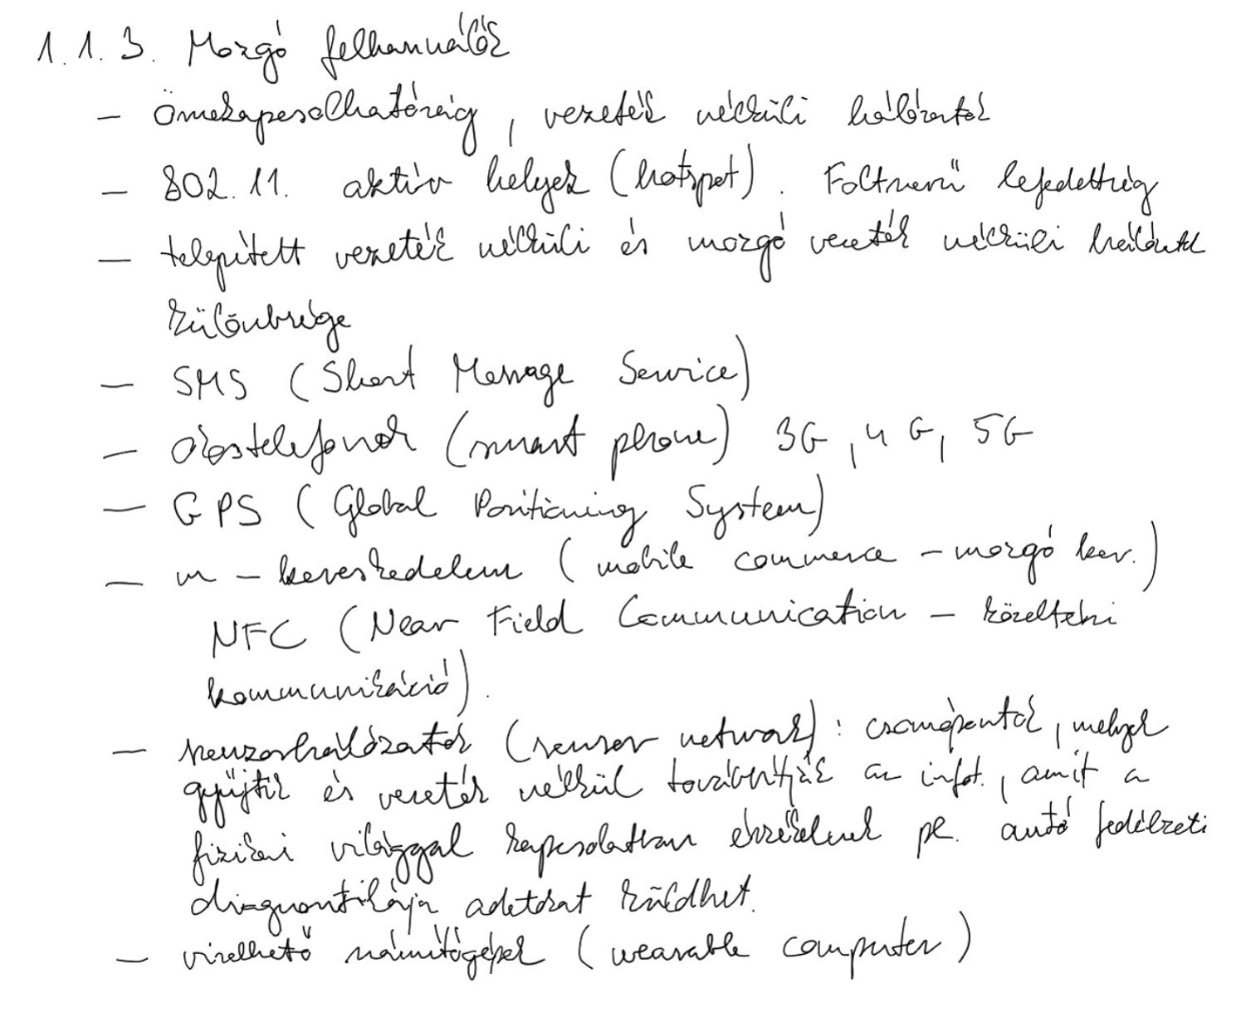 1.1.3. Mozgó felhasználók
– Összekapcsolhatóság, vezeték nélküli hálózatok
– 802.11. aktív helyek (hotspot). Foltszerű lefedettség
– telepített vezeték nélküli és mozgó vezeték nélküli hálózatok
különbsége
– SMS (Short Message Service)
– okostelefonok (smart phone) 3G, 4G, 5G
– GPS (Global Positioning System)
– m – kereskedelem (mobile commerce – mozgó ker.)
NFC (Near Field Communication – közeltéri
kommunikáció).
– szenzorhálózatok (sensor network): csomópontok, melyek
gyűjtik és vezeték nélkül továbbítják az infot, amit a
fizikai világgal kapcsolatban érzékelnek pl. autó fedélzeti
diagnosztikája adatokat küldhet.
– viselhető számítógépek (wearable computer)